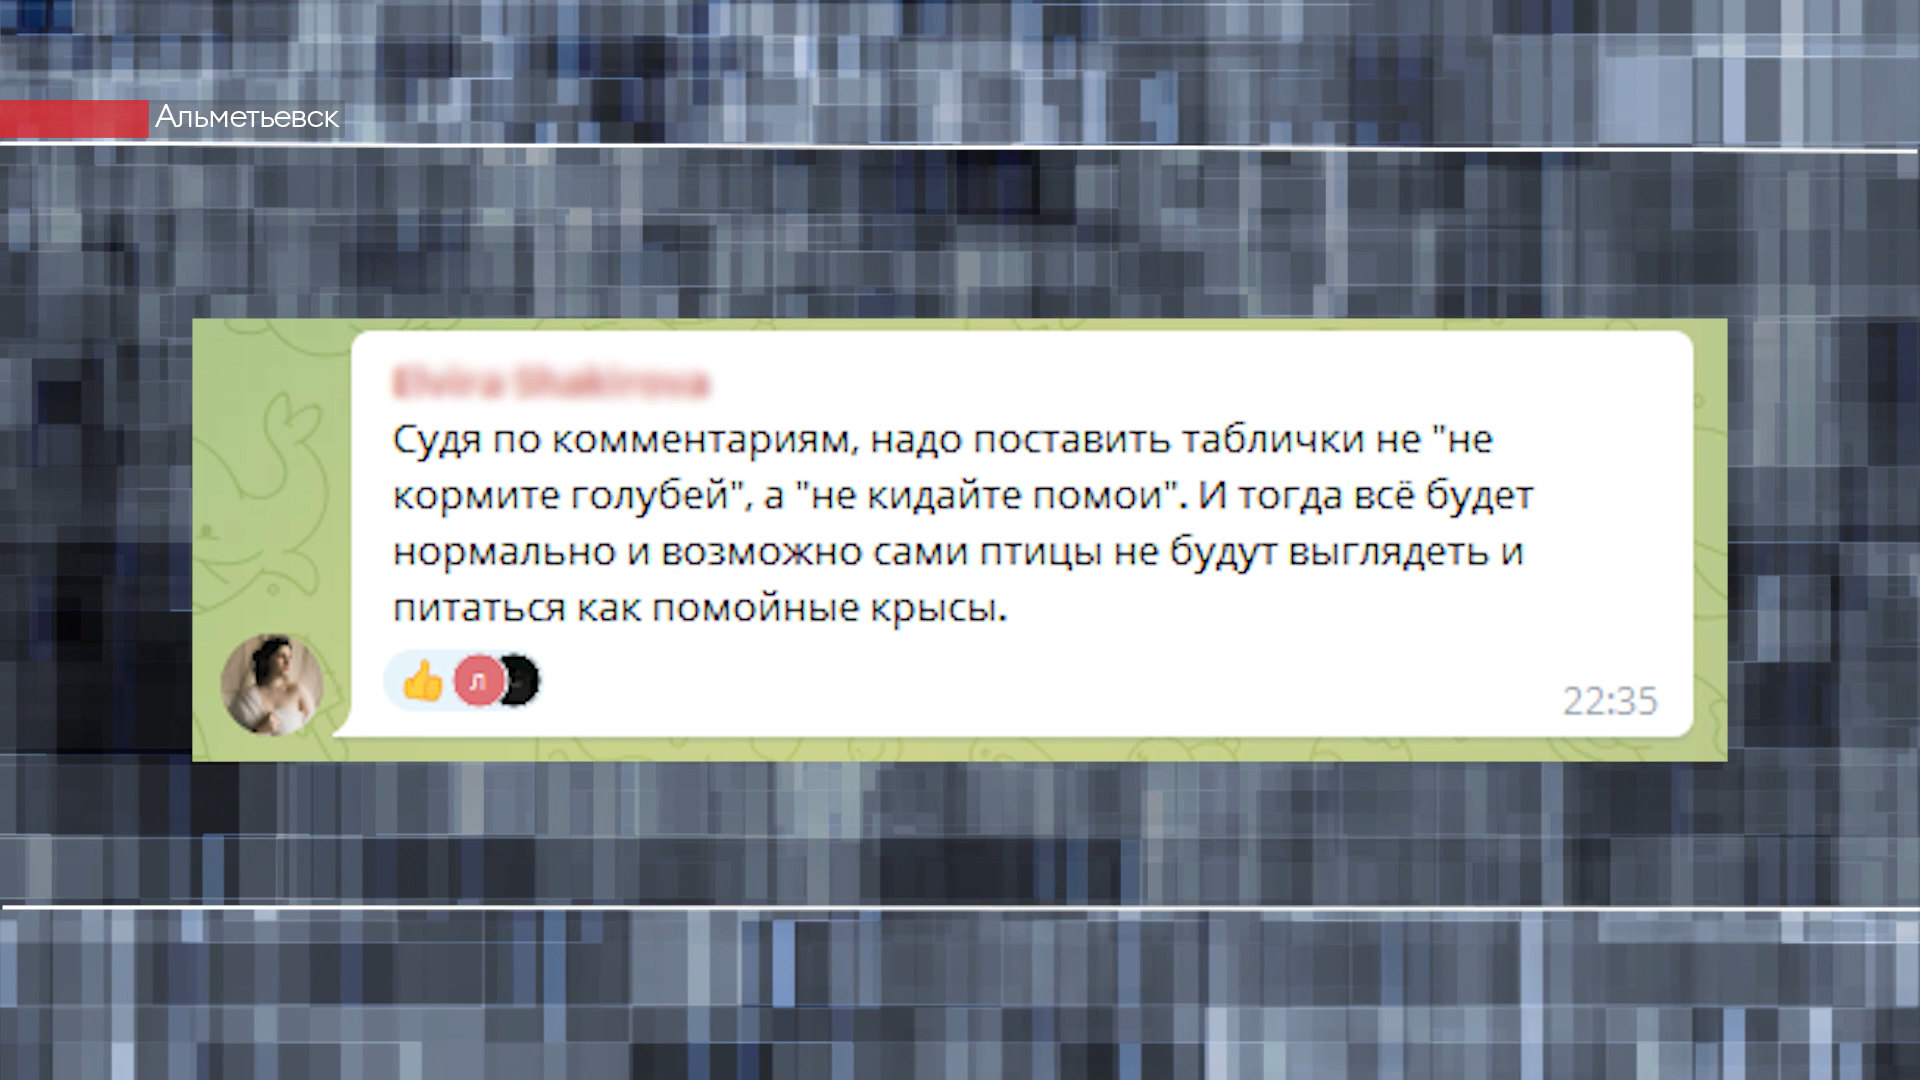 Альметьевск
Судя по комментариям, надо поставить таблички не "не
кормите голубей", а "не кидайте помои". И тогда всё будет
нормально и возможно сами птицы не будут выглядеть и
питаться как помойные крысы.
л
22:35